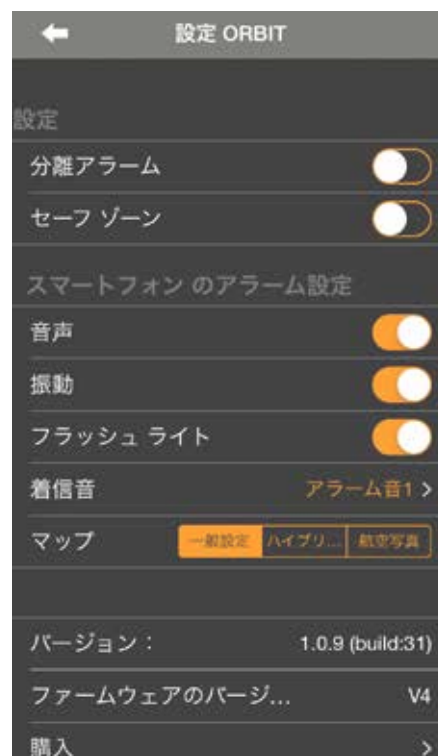 設定 ORBIT
設定
分離アラーム
セーフ ゾーン
スマートフォン のアラーム設定
音声
振動
フラッシュ ライト
着信音 アラーム音1 >
マップ 一般設定 ハイブリ... 航空写真
バージョン： 1.0.9 (build:31)
ファームウェアのバージ... V4
購入 >